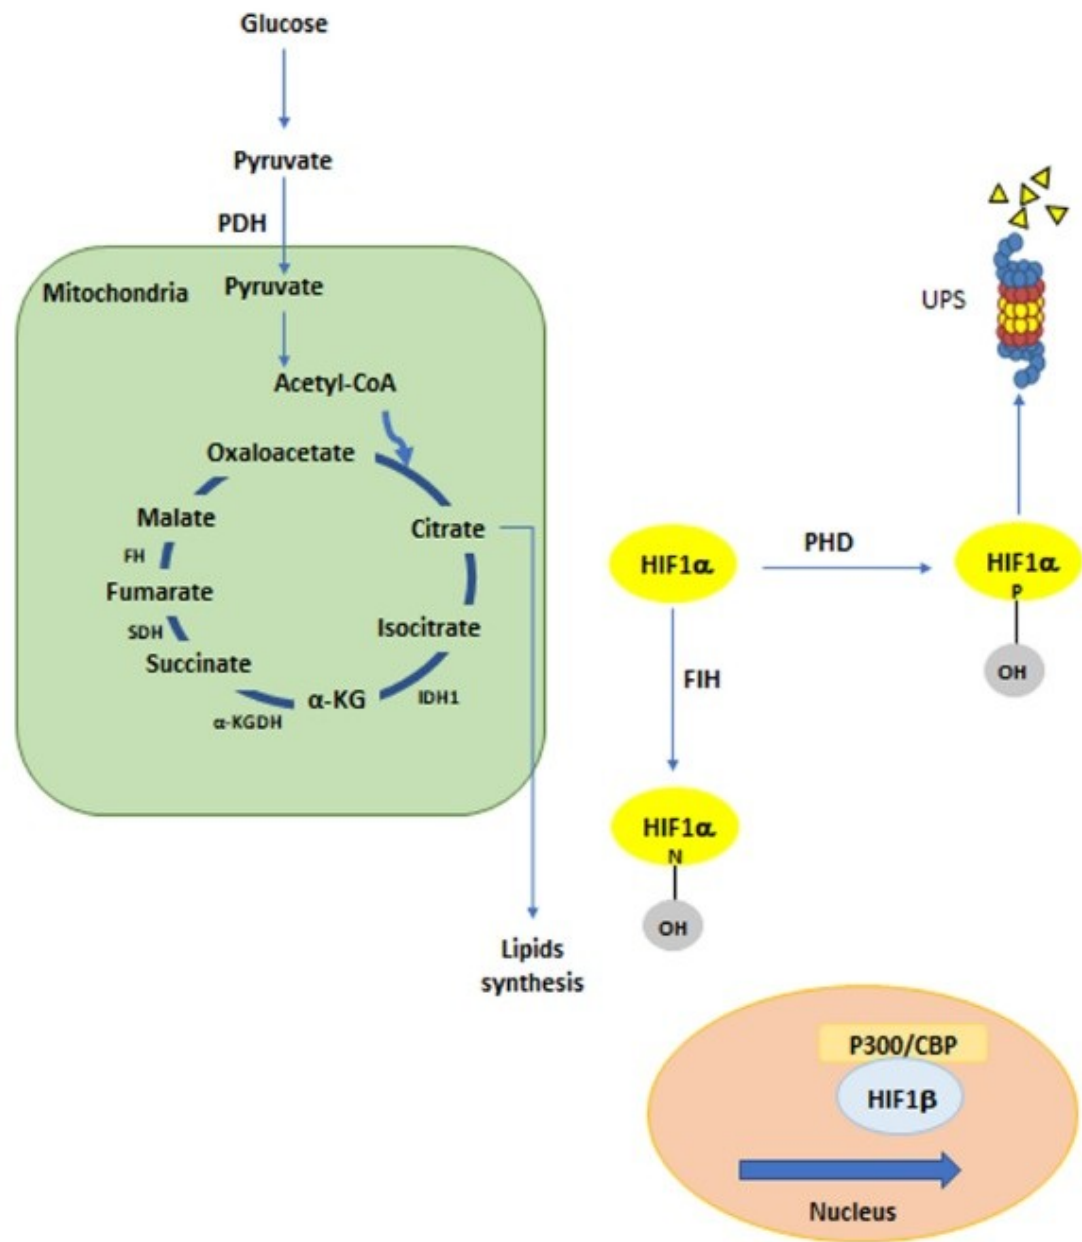 Glucose
Pyruvate
PDH
Mitochondria
Pyruvate
Acetyl-CoA
Oxaloacetate
Malate
Citrate
FH
Fumarate
SDH
Isocitrate
Succinate
α-KG
IDH1
α-KGDH
Lipids
synthesis
UPS
HIF1α
PHD
HIF1α
P
OH
FIH
HIF1α
N
OH
P300/CBP
HIF1β
Nucleus